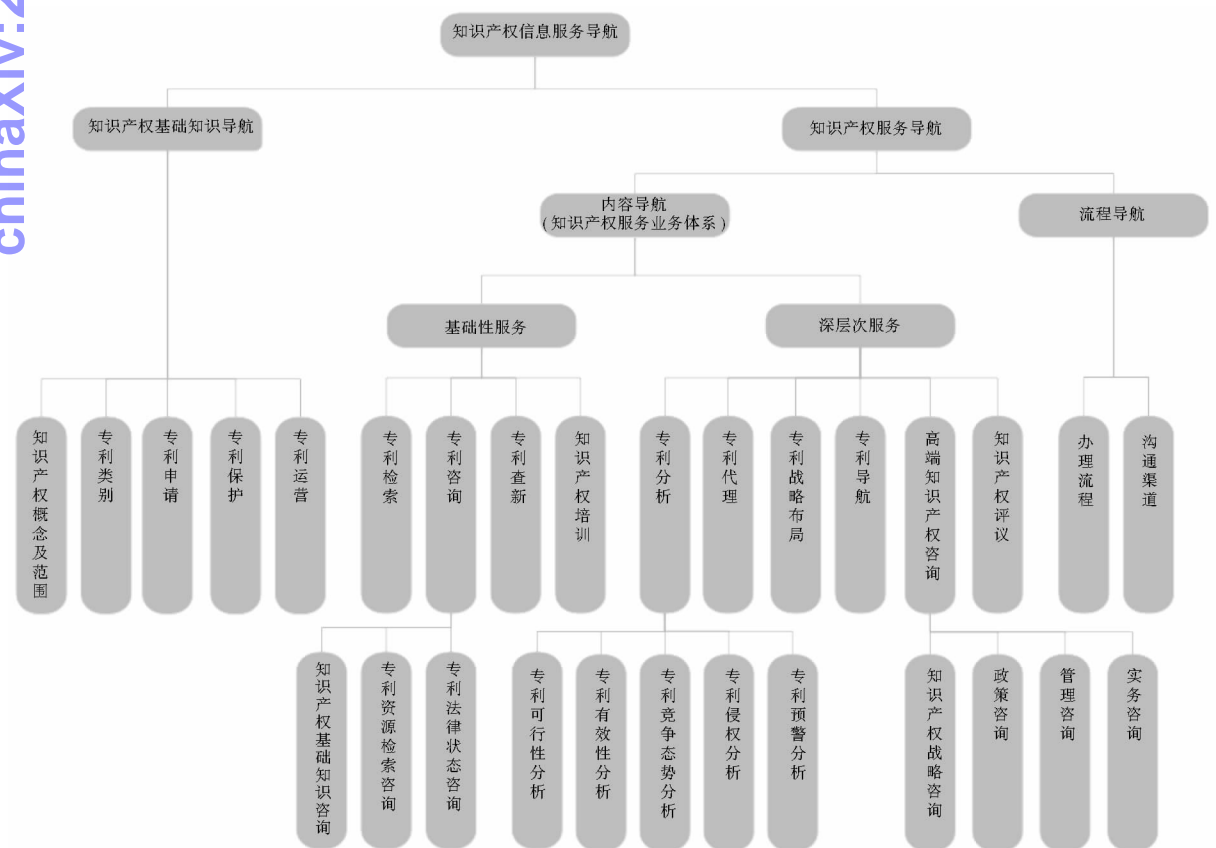 chinaxiv:2
知识产权信息服务导航
知识产权基础知识导航
知识产权服务导航
内容导航
(知识产权服务业务体系)
流程导航
基础性服务
深层次服务
知识产权概念及范围
专利类别
专利申请
专利保护
专利运营
专利检索
专利咨询
专利查新
知识产权培训
专利分析
专利代理
专利战略布局
专利导航
高端知识产权咨询
知识产权评议
办理流程
沟通渠道
知识产权基础知识咨询
专利资源检索咨询
专利法律状态咨询
专利可行性分析
专利有效性分析
专利竞争态势分析
专利侵权分析
专利预警分析
知识产权战略咨询
政策咨询
管理咨询
实务咨询